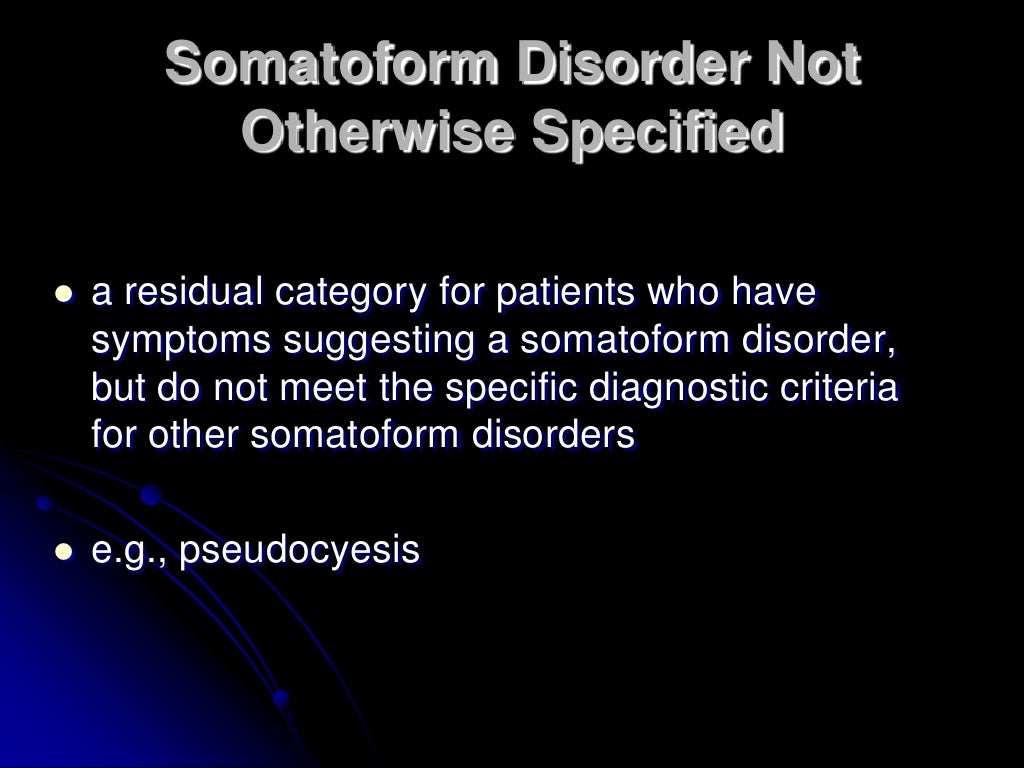 Somatoform Disorder Not
Otherwise Specified
a residual category for patients who have
symptoms suggesting a somatoform disorder,
but do not meet the specific diagnostic criteria
for other somatoform disorders
e.g., pseudocyesis